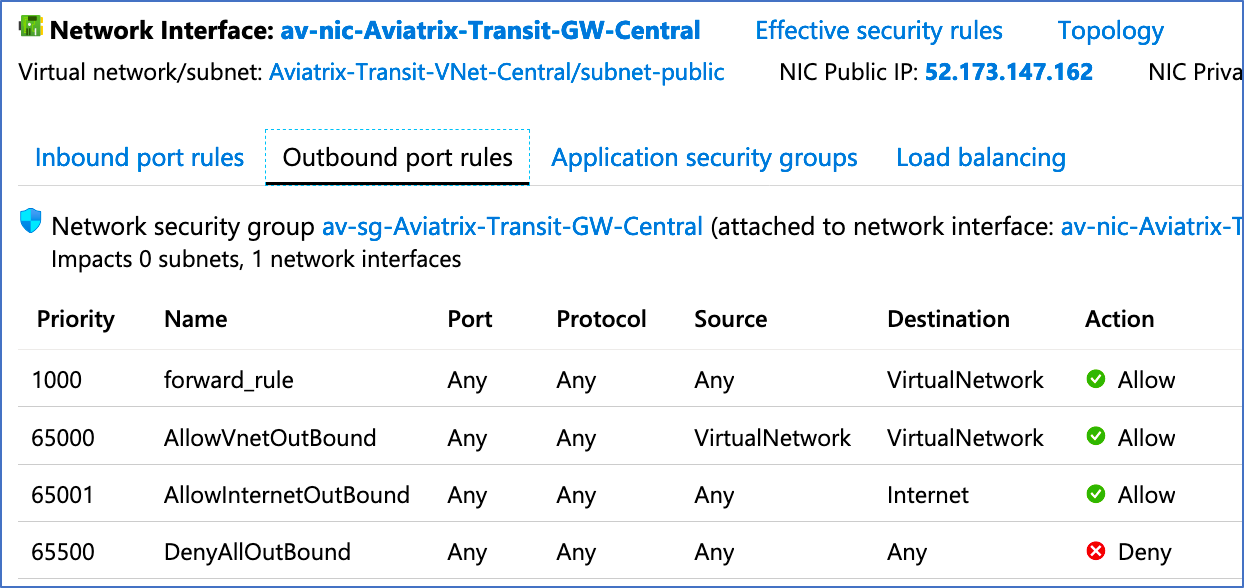 Network Interface: av-nic-Aviatrix-Transit-GW-Central Effective security rules Topology
Virtual network/subnet: Aviatrix-Transit-VNet-Central/subnet-public NIC Public IP: 52.173.147.162 NIC Priva
Inbound port rules Outbound port rules Application security groups Load balancing
Network security group av-sg-Aviatrix-Transit-GW-Central (attached to network interface: av-nic-Aviatrix-T
Impacts 0 subnets, 1 network interfaces
Priority Name Port Protocol Source Destination Action
1000 forward_rule Any Any Any VirtualNetwork Allow
65000 AllowVnetOutBound Any Any VirtualNetwork VirtualNetwork Allow
65001 AllowInternetOutBound Any Any Any Internet Allow
65500 DenyAllOutBound Any Any Any Any Deny